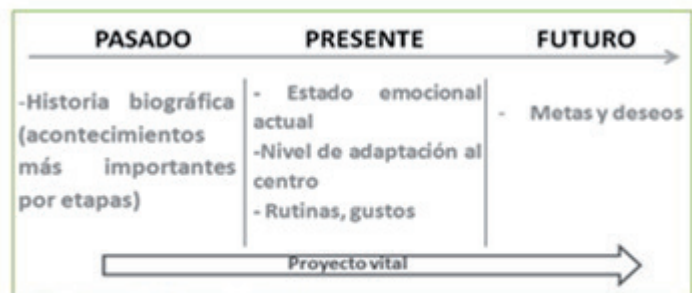 PASADO
PRESENTE
FUTURO
-Historia biográfica
(acontecimientos
más importantes
por etapas)
- Estado emocional
actual
-Nivel de adaptación al
centro
- Rutinas, gustos
- Metas y deseos
Proyecto vital